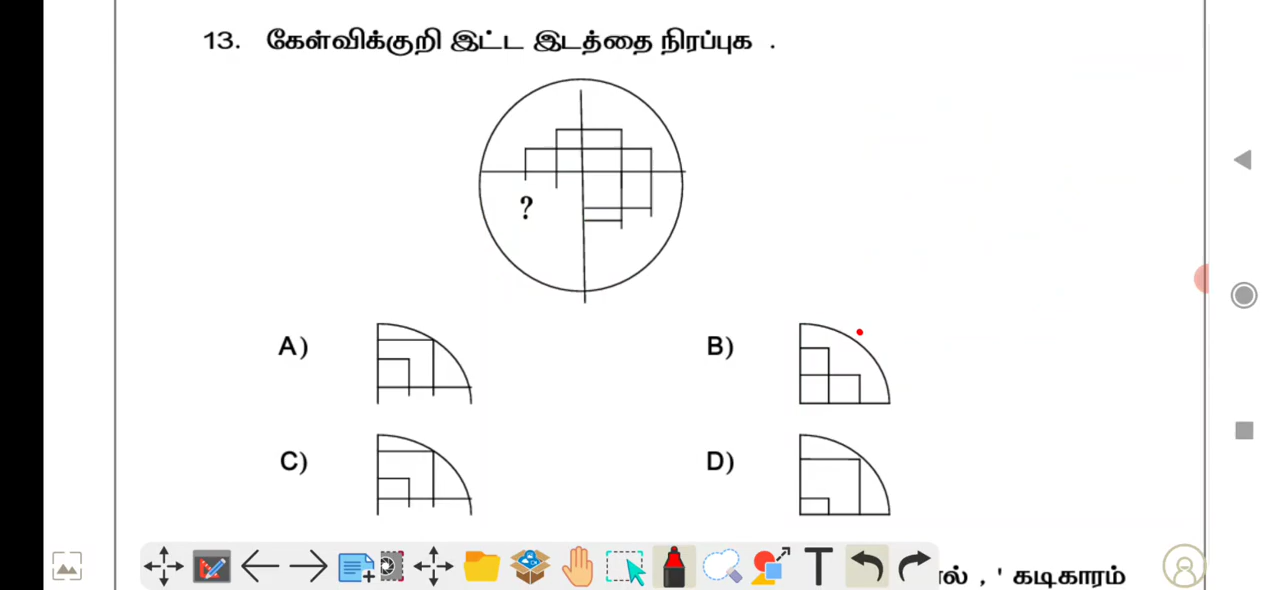 13. கேள்விக்குறி இட்ட இடத்தை நிரப்புக .
?
A)
B)
C)
D)
ால் , ' கடிகாரம்
T